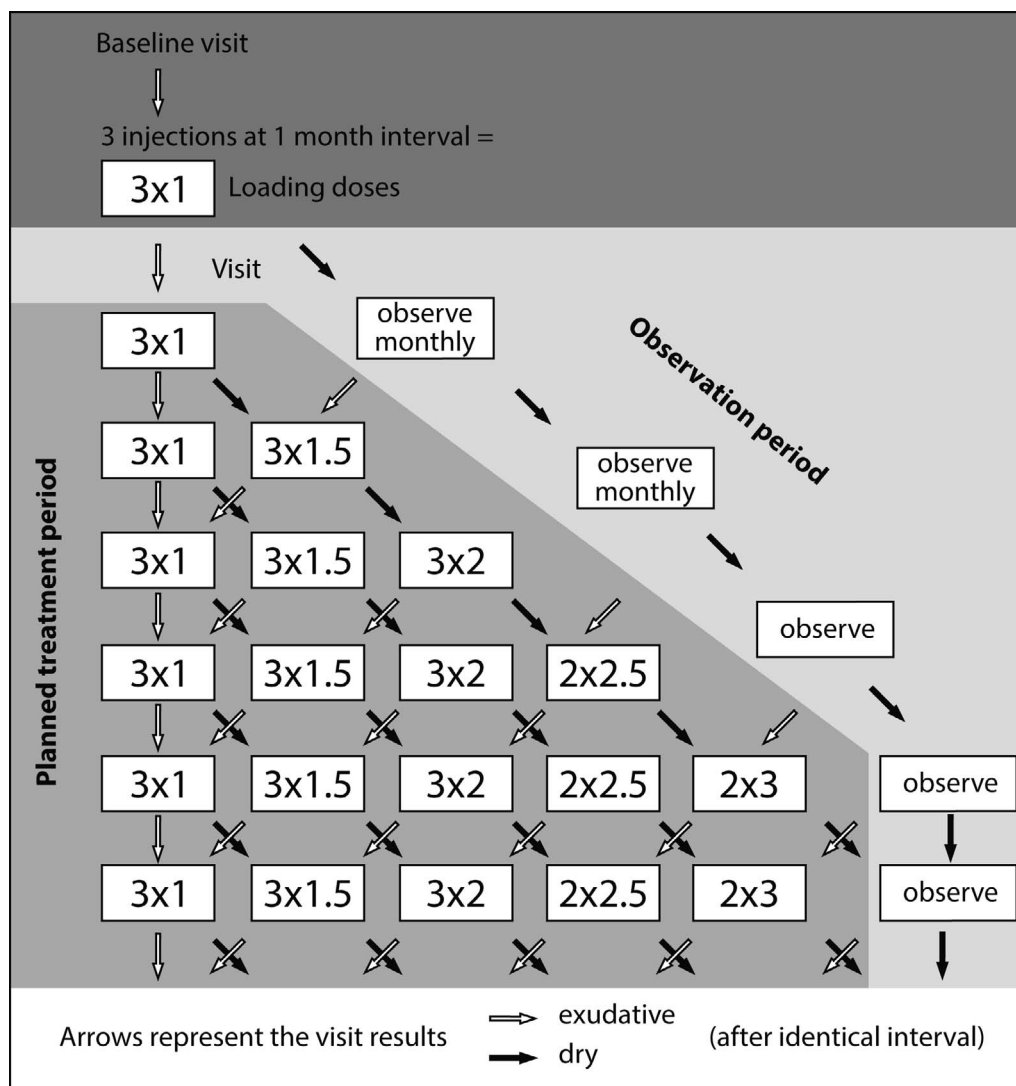 Baseline visit
3 injections at 1 month interval =
3x1 Loading doses
Visit
observe
monthly
3x1
Observation period
3x1 3x1.5
observe
monthly
Planned treatment period
3x1 3x1.5 3x2
observe
3x1 3x1.5 3x2 2x2.5
3x1 3x1.5 3x2 2x2.5 2x3 observe
3x1 3x1.5 3x2 2x2.5 2x3 observe
Arrows represent the visit results
exudative
dry
(after identical interval)